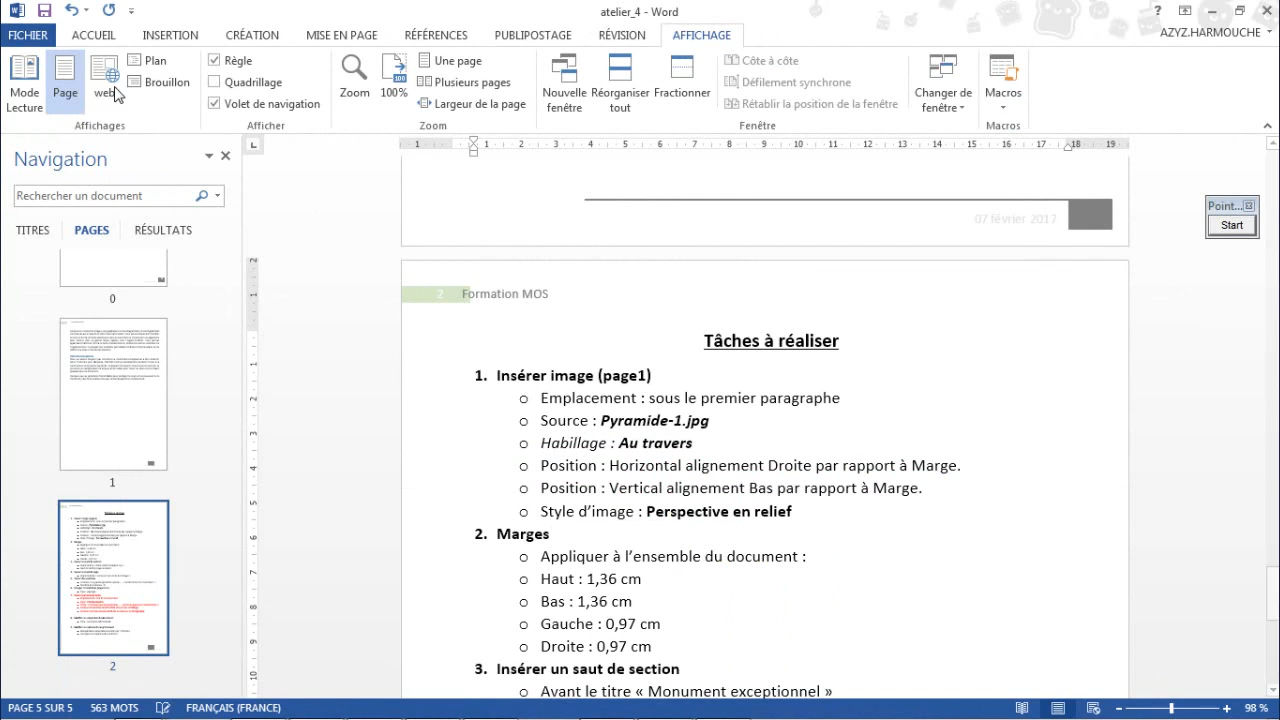 atelier_4 - Word
FICHIER ACCUEIL INSERTION CRÉATION MISE EN PAGE RÉFÉRENCES PUBLIPOSTAGE RÉVISION AFFICHAGE AZYZ.HARMOUCHE
Mode Lecture
Page
web
Plan
Brouillon
Affichages
Règle
Quadrillage
Volet de navigation
Afficher
Zoom
100%
Une page
Plusieurs pages
Largeur de la page
Zoom
Nouvelle fenêtre
Réorganiser tout
Fractionner
Côte à côte
Défilement synchrone
Rétablir la position de la fenêtre
Changer de fenêtre
Fenêtre
Macros
Macros
Navigation
Rechercher un document
TITRES PAGES RÉSULTATS
0
1
2
07 février 2017
Point...
Start
2 Formation MOS
Tâches à réaliser
1. Insérer image (page1)
o Emplacement : sous le premier paragraphe
o Source : Pyramide-1.jpg
o Habillage : Au travers
o Position : Horizontal alignement Droite par rapport à Marge.
o Position : Vertical alignement Bas par rapport à Marge.
Style d'image : Perspective en relief
2. Marges
Appliquer à l'ensemble du document :
o Haut : 1,36 cm
o Bas : 1,36 cm
o Gauche : 0,97 cm
o Droite : 0,97 cm
3. Insérer un saut de section
o Avant le titre « Monument exceptionnel »
PAGE 5 SUR 5 563 MOTS FRANÇAIS (FRANCE) 98 %